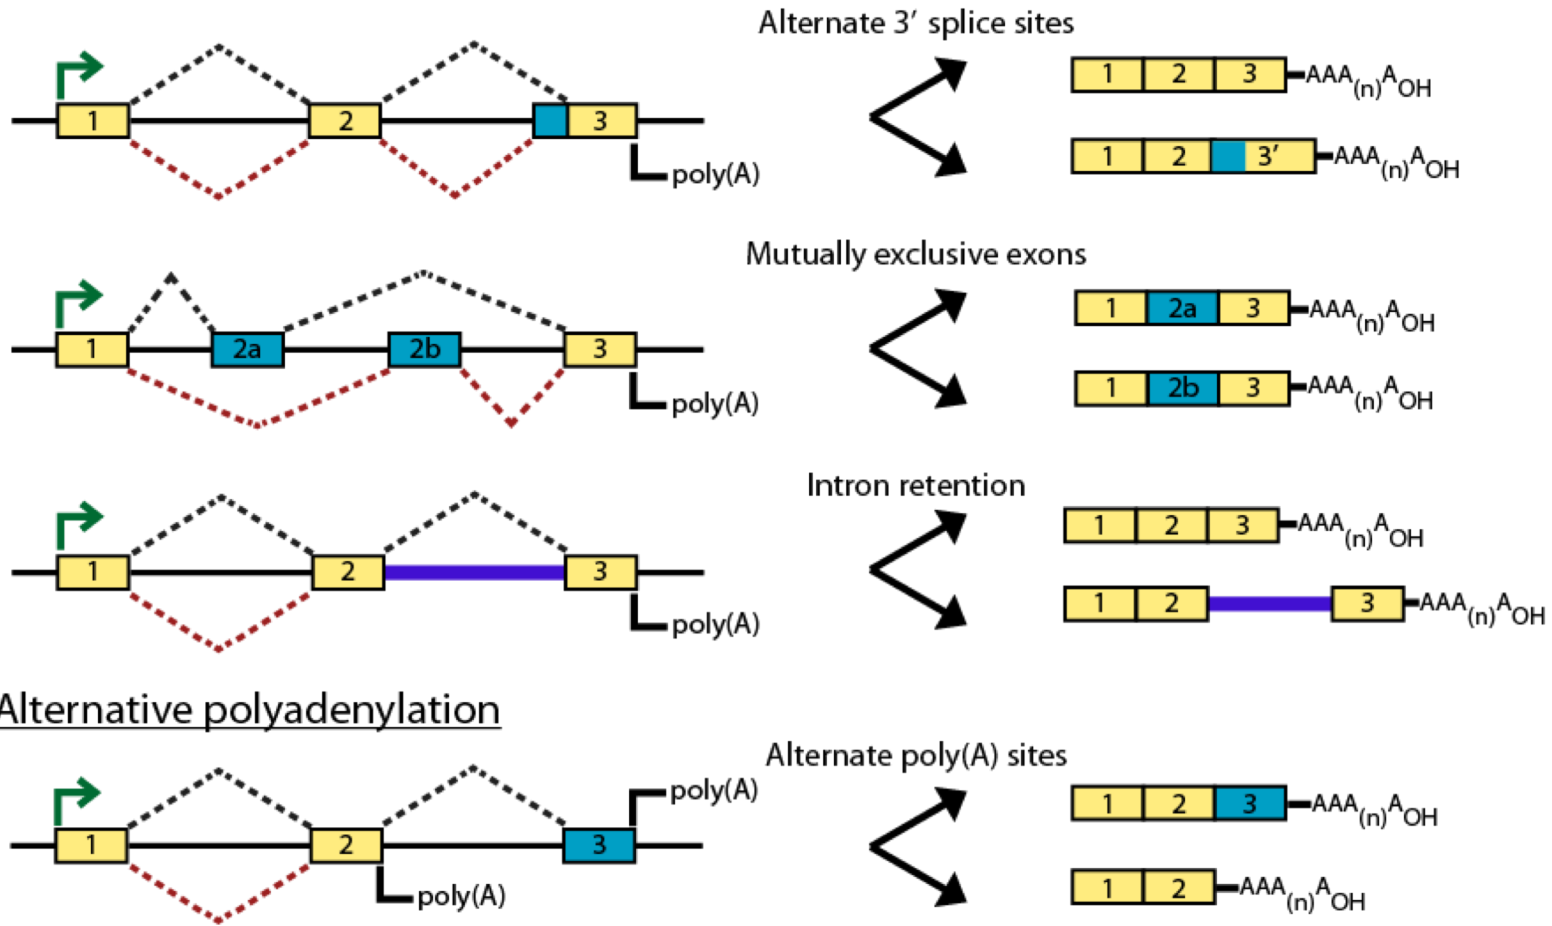 Alternate 3′ splice sites
1 2 3 poly(A)
1 2 3 AAA(n)AOH
1 2 3′ AAA(n)AOH
Mutually exclusive exons
1 2a 2b 3 poly(A)
1 2a 3 AAA(n)AOH
1 2b 3 AAA(n)AOH
Intron retention
1 2 3 poly(A)
1 2 3 AAA(n)AOH
1 2 3 AAA(n)AOH
Alternative polyadenylation
Alternate poly(A) sites
poly(A)
1 2 3
poly(A)
1 2 3 AAA(n)AOH
1 2 AAA(n)AOH